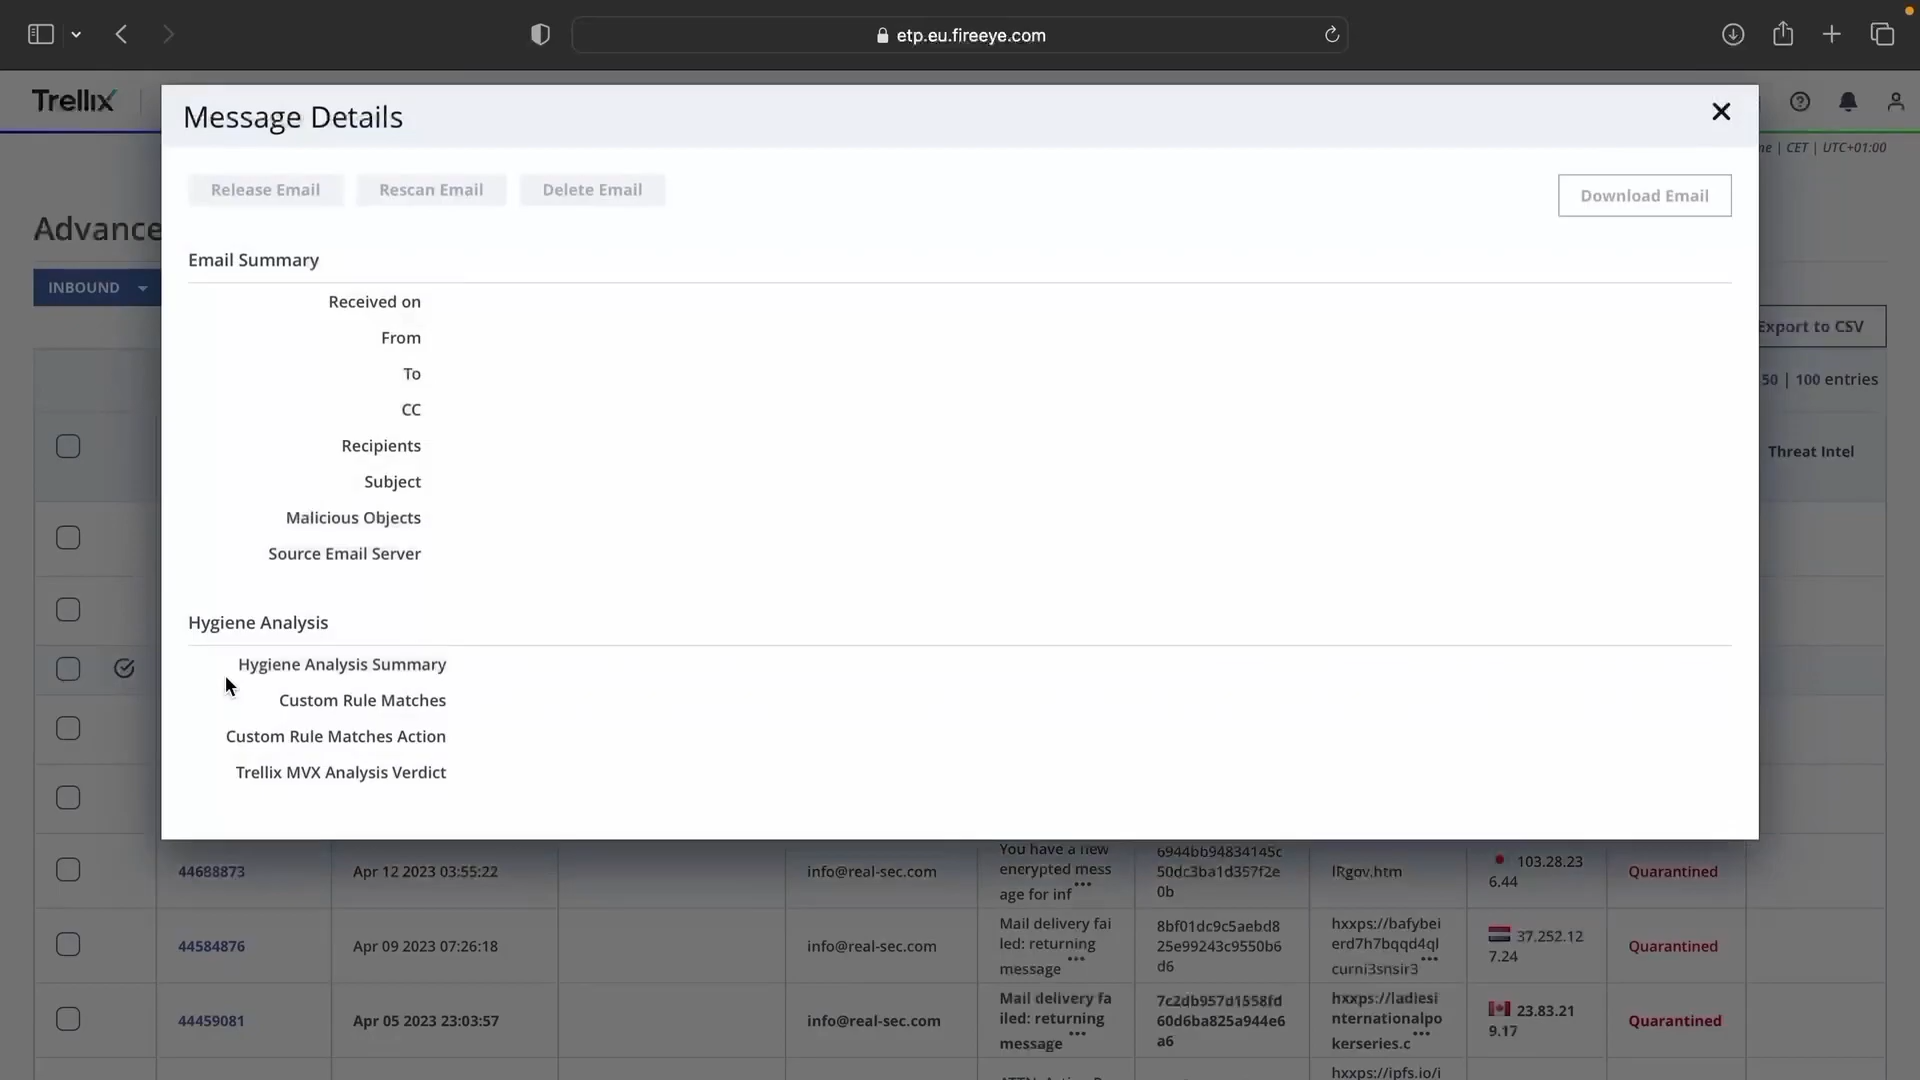 etp.eu.fireeye.com
Trellix
Message Details
me | CET | UTC+01:00
Release Email
Rescan Email
Delete Email
Download Email
Advance
Email Summary
INBOUND
Received on
Export to CSV
From
To
50 | 100 entries
CC
Recipients
Threat Intel
Subject
Malicious Objects
Source Email Server
Hygiene Analysis
Hygiene Analysis Summary
Custom Rule Matches
Custom Rule Matches Action
Trellix MVX Analysis Verdict
44688873
Apr 12 2023 03:55:22
info@real-sec.com
You have a new
encrypted mess
age for inf ...
6944bb94834145c
50dc3ba1d357f2e
0b
IRgov.htm
103.28.23
6.44
Quarantined
44584876
Apr 09 2023 07:26:18
info@real-sec.com
Mail delivery fai
led: returning
message ...
8bf01dc9c5aebd8
25e99243c9550b6
d6
hxxps://bafybei
erd7h7bqqd4ql
curni3snsir3 ...
37.252.12
7.24
Quarantined
44459081
Apr 05 2023 23:03:57
info@real-sec.com
Mail delivery fa
iled: returning
message ...
7c2db957d1558fd
60d6ba825a944e6
a6
hxxps://ladiesi
nternationalpo
kerseries.c ...
23.83.21
9.17
Quarantined
hxxps://ipfs.io/i